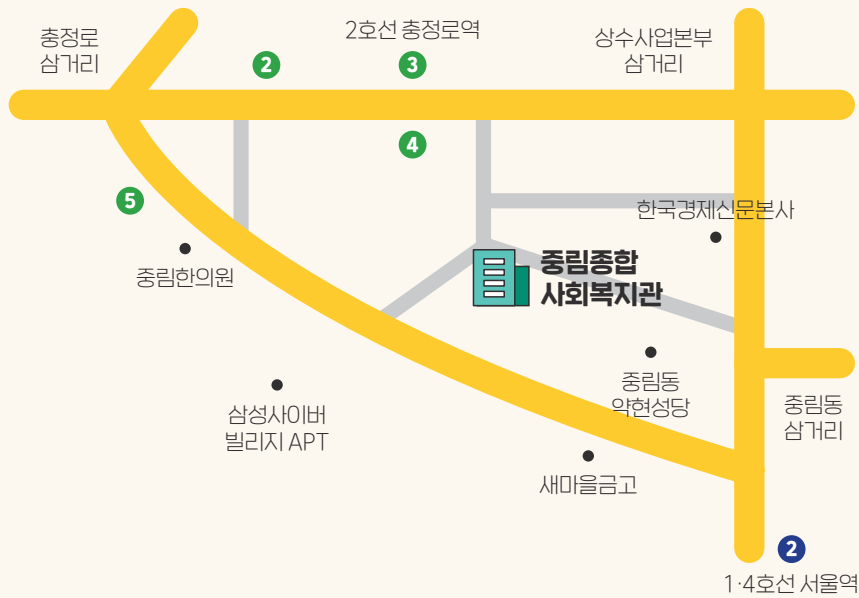 충정로
삼거리
2호선 충정로역
상수사업본부
삼거리
2
3
4
5
한국경제신문본사
중림한의원
중림종합
사회복지관
중림동
약현성당
중림동
삼거리
삼성사이버
빌리지 APT
새마을금고
2
1·4호선 서울역